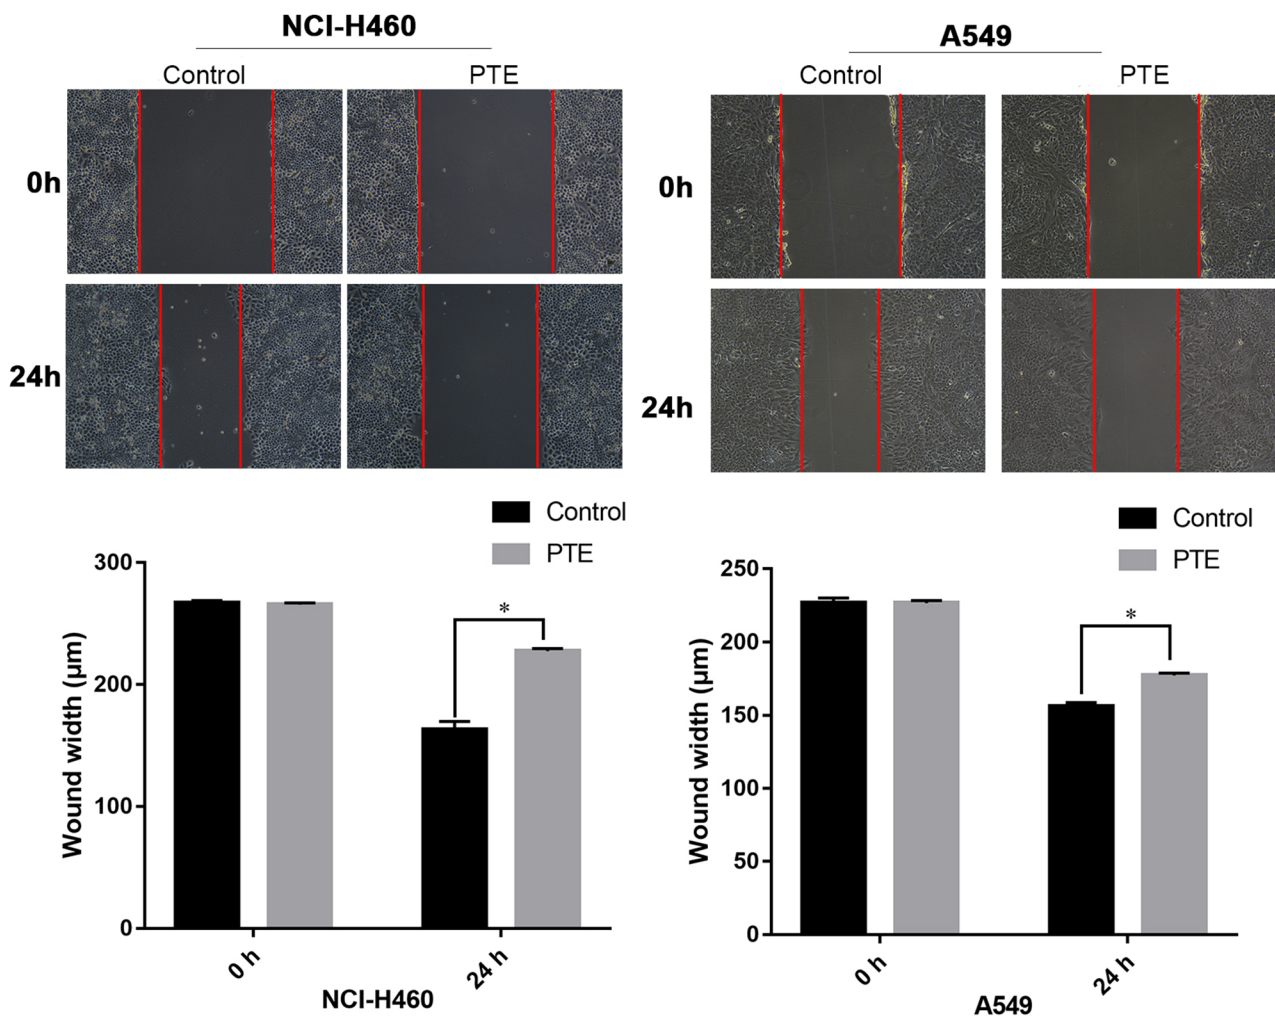 NCI-H460
Control PTE
0h
24h
A549
Control PTE
0h
24h
Control
PTE
300
200
100
0
Wound width (µm)
*
0 h
24 h
NCI-H460
Control
PTE
250
200
150
100
50
0
Wound width (µm)
*
0 h
24 h
A549